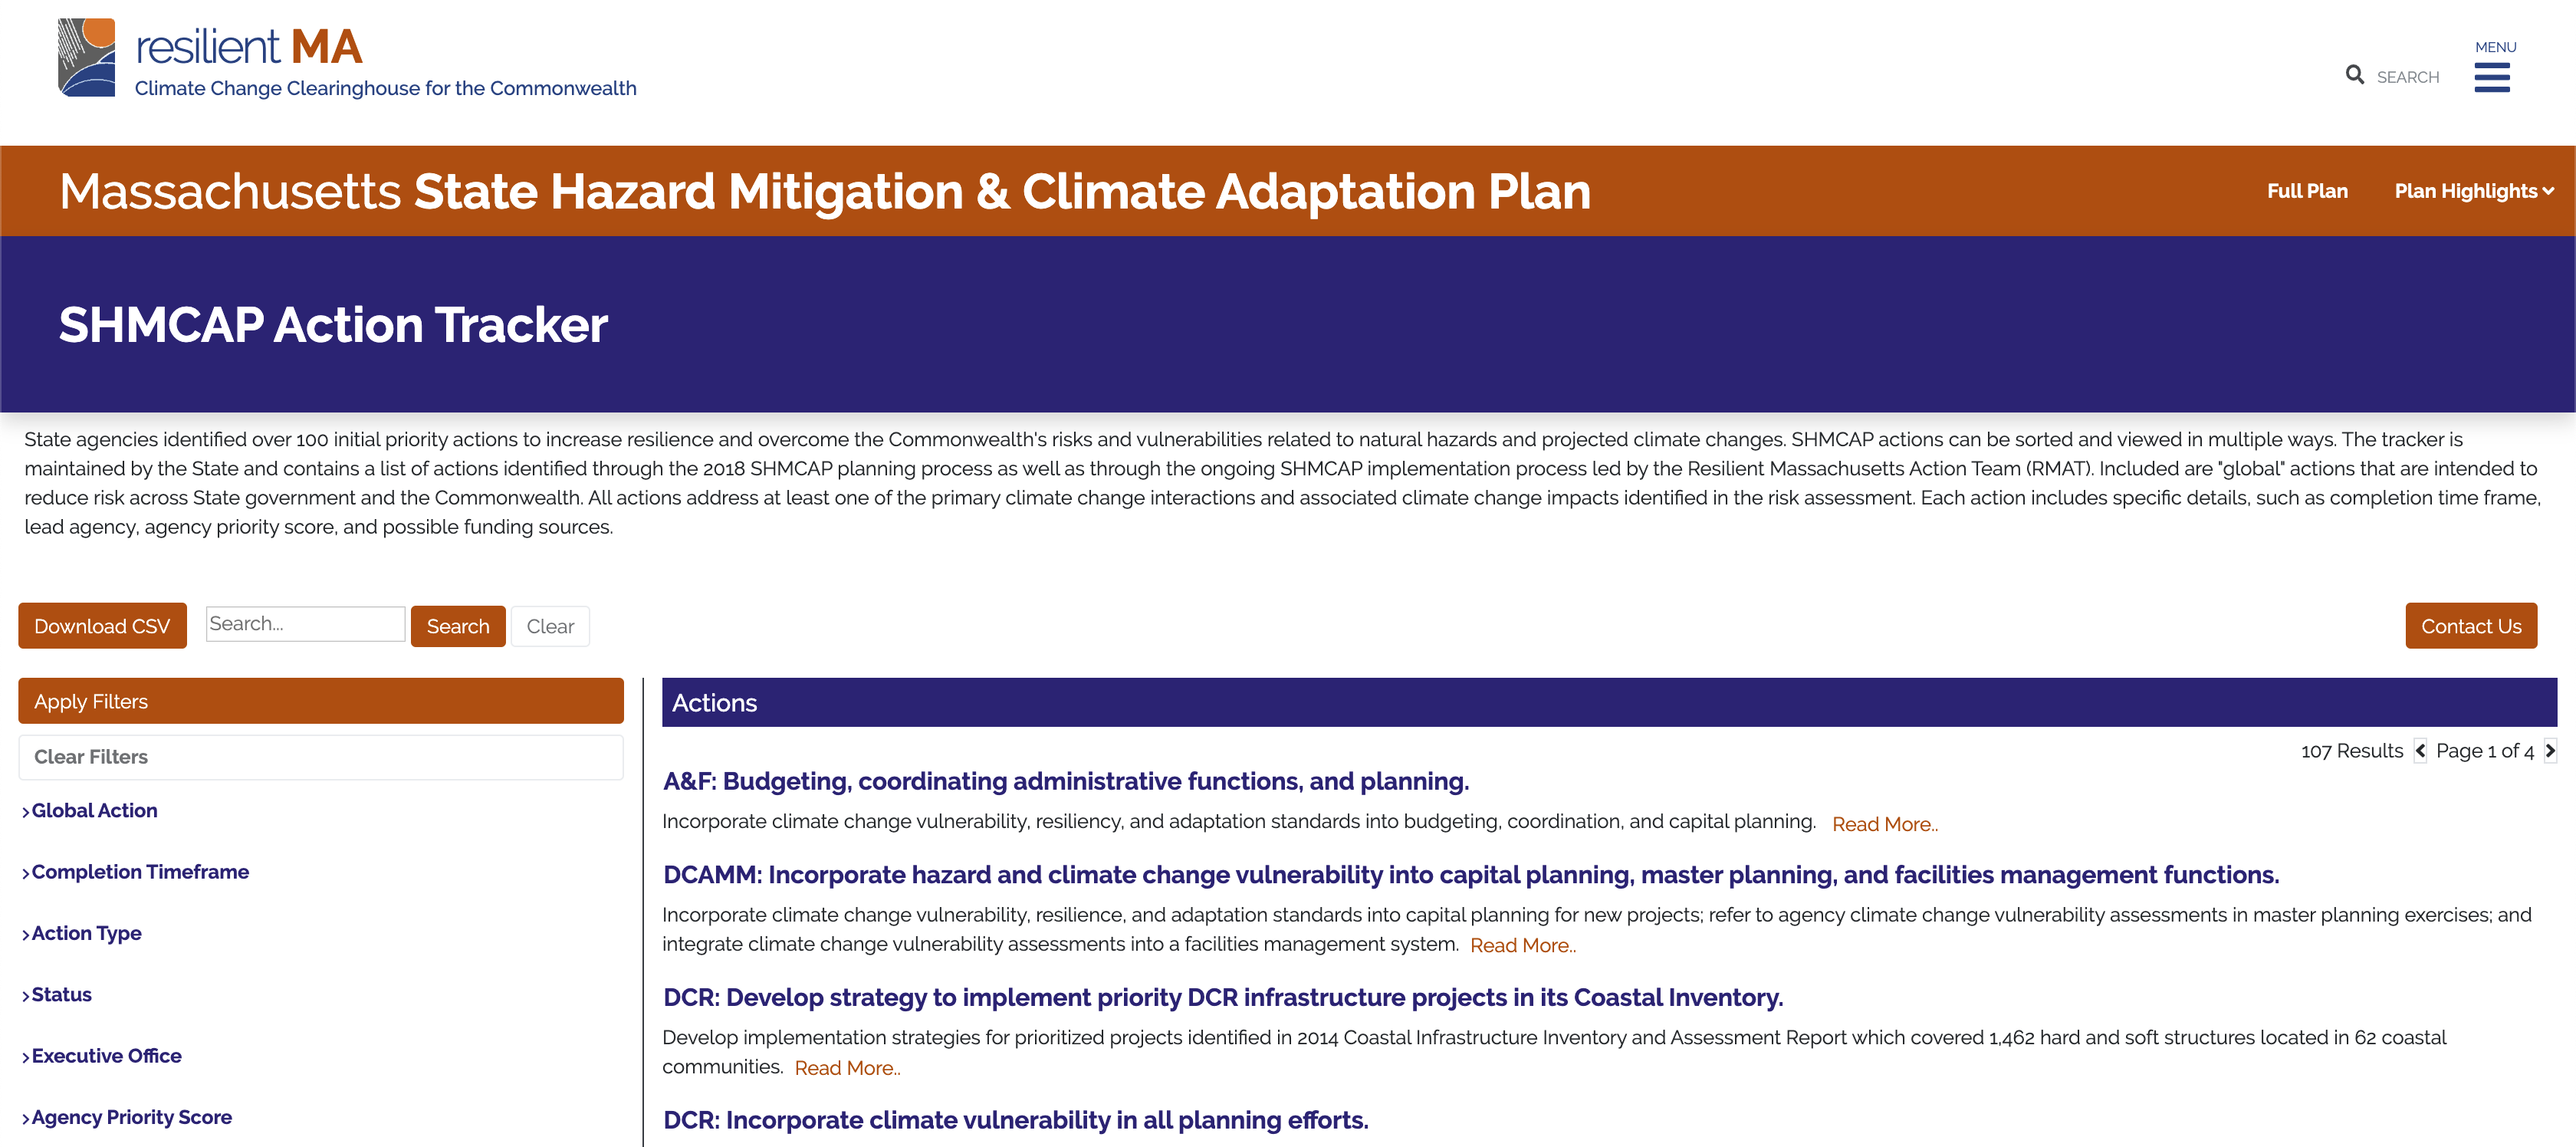 resilient MA
Climate Change Clearinghouse for the Commonwealth
SEARCH
MENU
Massachusetts State Hazard Mitigation & Climate Adaptation Plan
Full Plan
Plan Highlights
SHMCAP Action Tracker
State agencies identified over 100 initial priority actions to increase resilience and overcome the Commonwealth's risks and vulnerabilities related to natural hazards and projected climate changes. SHMCAP actions can be sorted and viewed in multiple ways. The tracker is
maintained by the State and contains a list of actions identified through the 2018 SHMCAP planning process as well as through the ongoing SHMCAP implementation process led by the Resilient Massachusetts Action Team (RMAT). Included are "global" actions that are intended to
reduce risk across State government and the Commonwealth. All actions address at least one of the primary climate change interactions and associated climate change impacts identified in the risk assessment. Each action includes specific details, such as completion time frame,
lead agency, agency priority score, and possible funding sources.
Download CSV
Search...
Search
Clear
Contact Us
Apply Filters
Clear Filters
Global Action
Completion Timeframe
Action Type
Status
Executive Office
Agency Priority Score
Actions
107 Results
Page 1 of 4
A&F: Budgeting, coordinating administrative functions, and planning.
Incorporate climate change vulnerability, resiliency, and adaptation standards into budgeting, coordination, and capital planning. Read More..
DCAMM: Incorporate hazard and climate change vulnerability into capital planning, master planning, and facilities management functions.
Incorporate climate change vulnerability, resilience, and adaptation standards into capital planning for new projects; refer to agency climate change vulnerability assessments in master planning exercises; and
integrate climate change vulnerability assessments into a facilities management system. Read More..
DCR: Develop strategy to implement priority DCR infrastructure projects in its Coastal Inventory.
Develop implementation strategies for prioritized projects identified in 2014 Coastal Infrastructure Inventory and Assessment Report which covered 1,462 hard and soft structures located in 62 coastal
communities. Read More..
DCR: Incorporate climate vulnerability in all planning efforts.